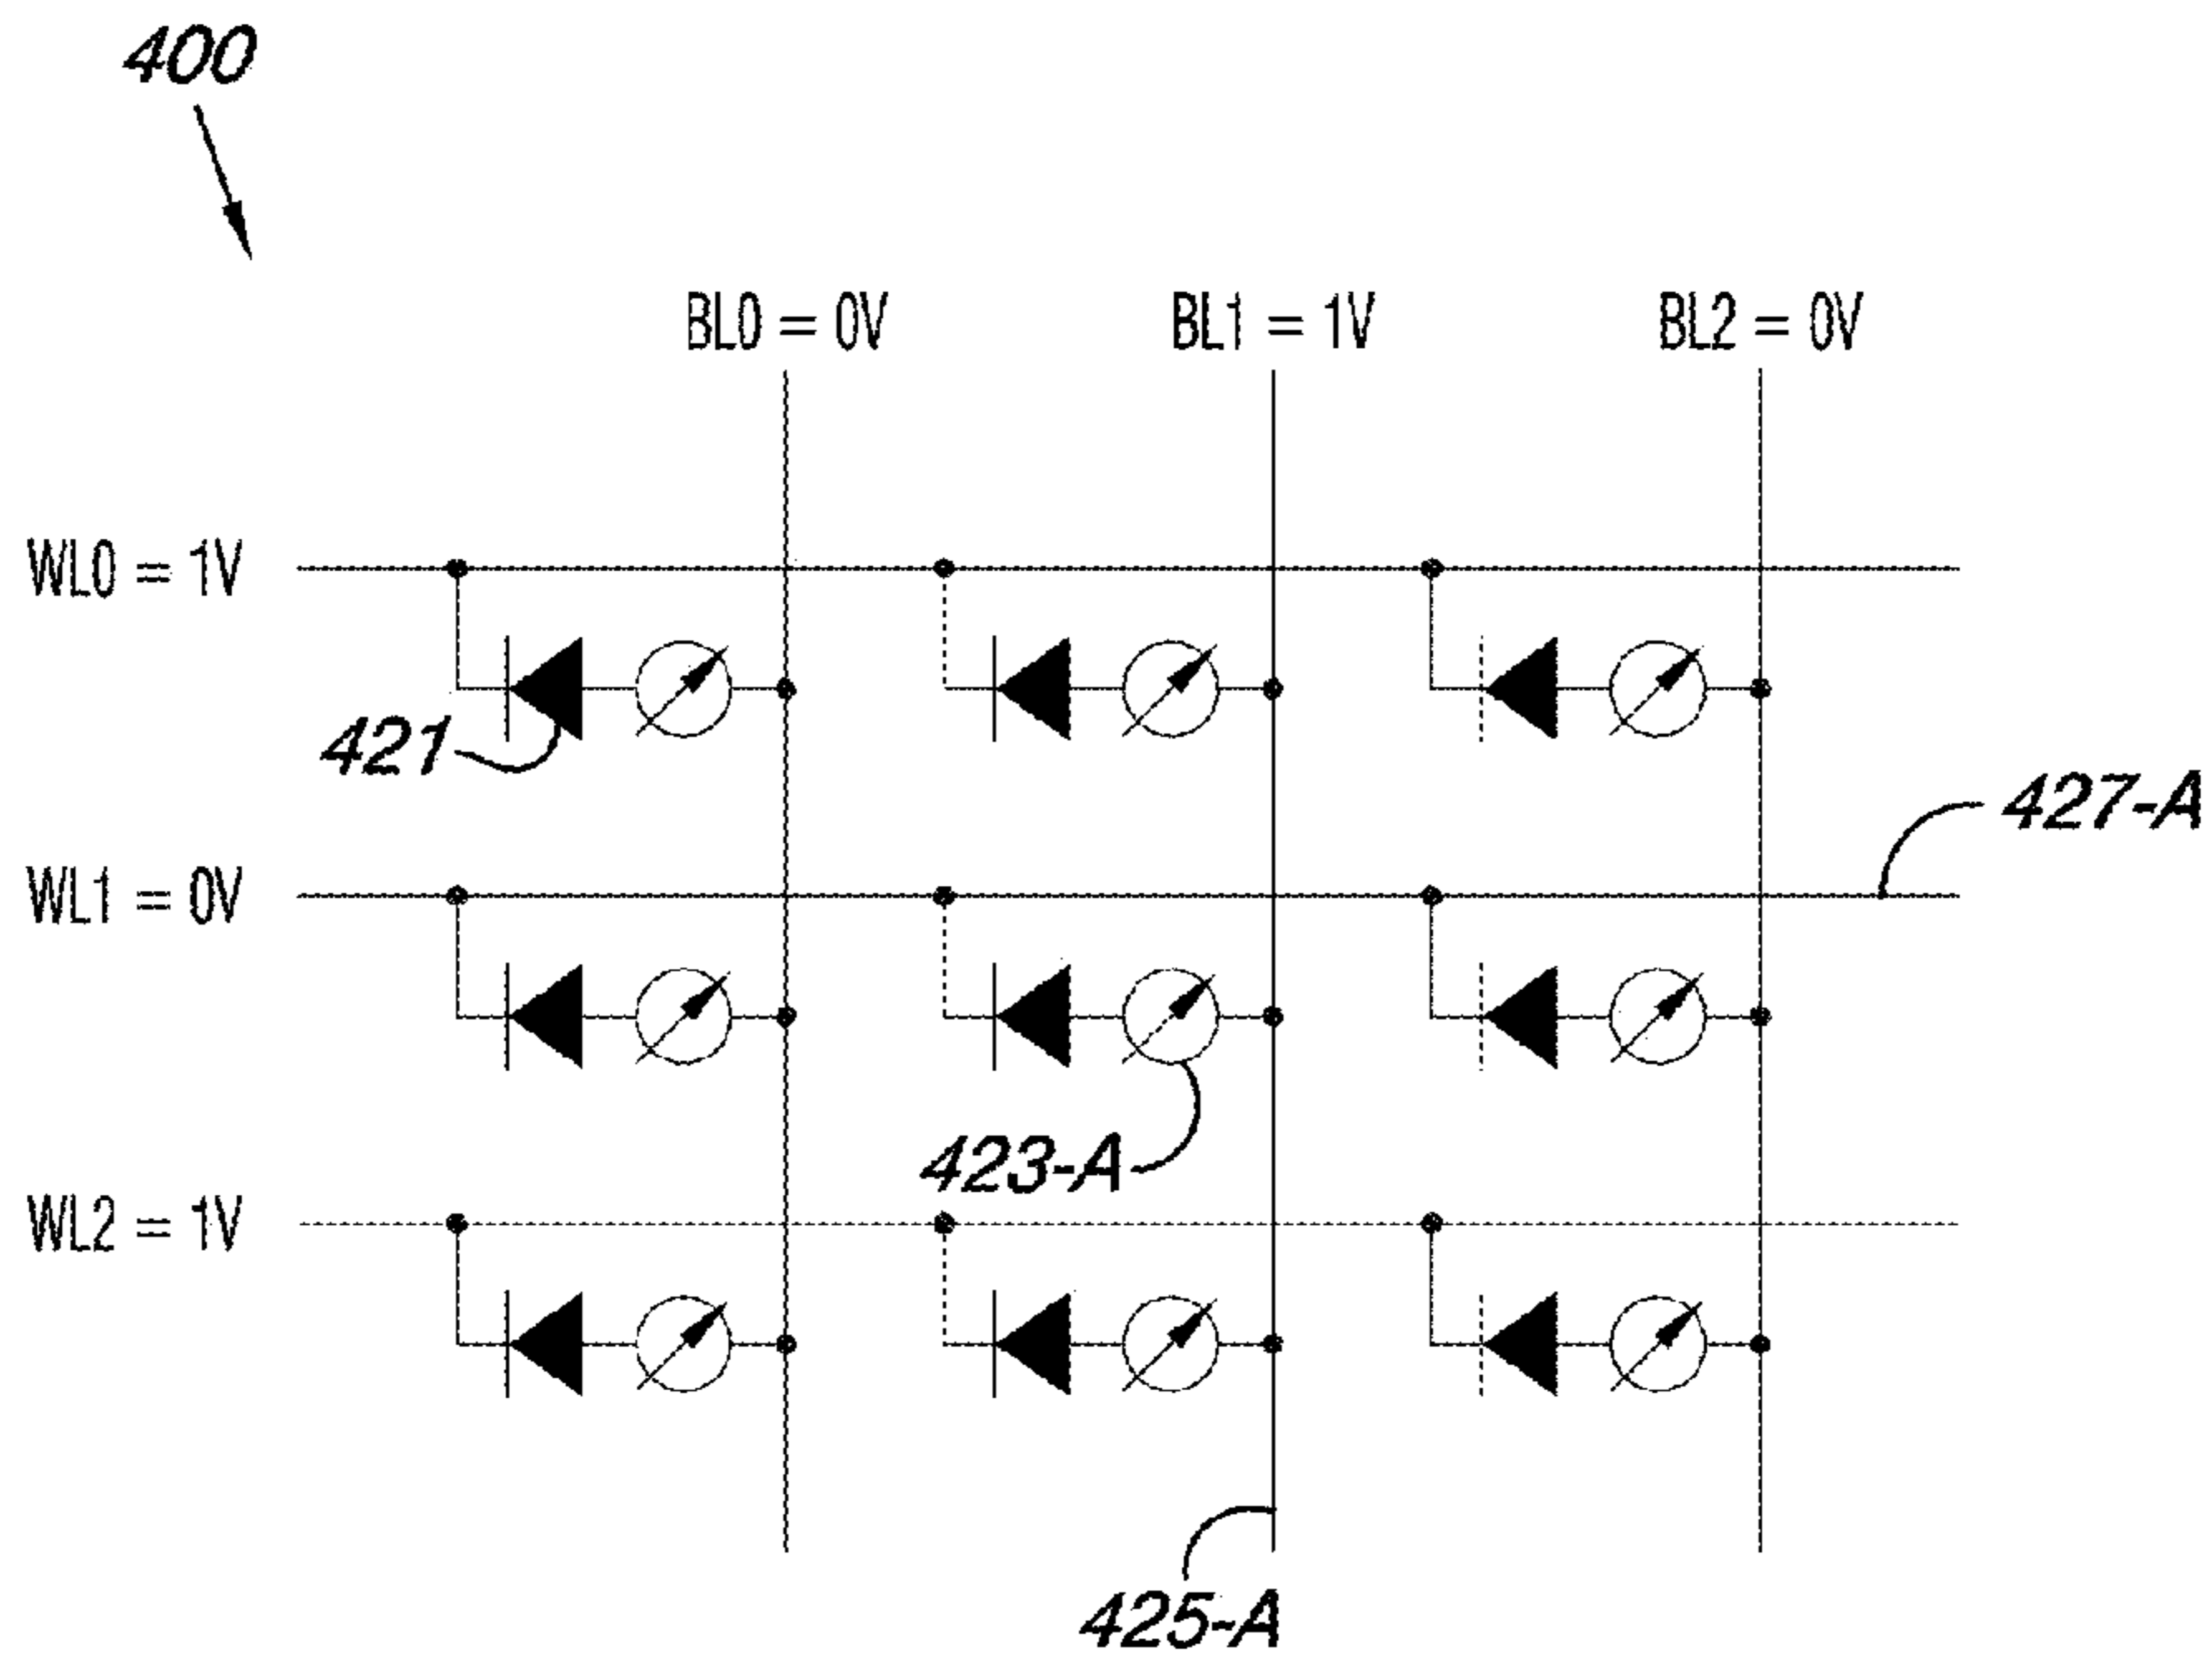 400
BL0 = 0V
BL1 = 1V
BL2 = 0V
WL0 = 1V
421
427-A
WL1 = 0V
423-A
WL2 = 1V
425-A